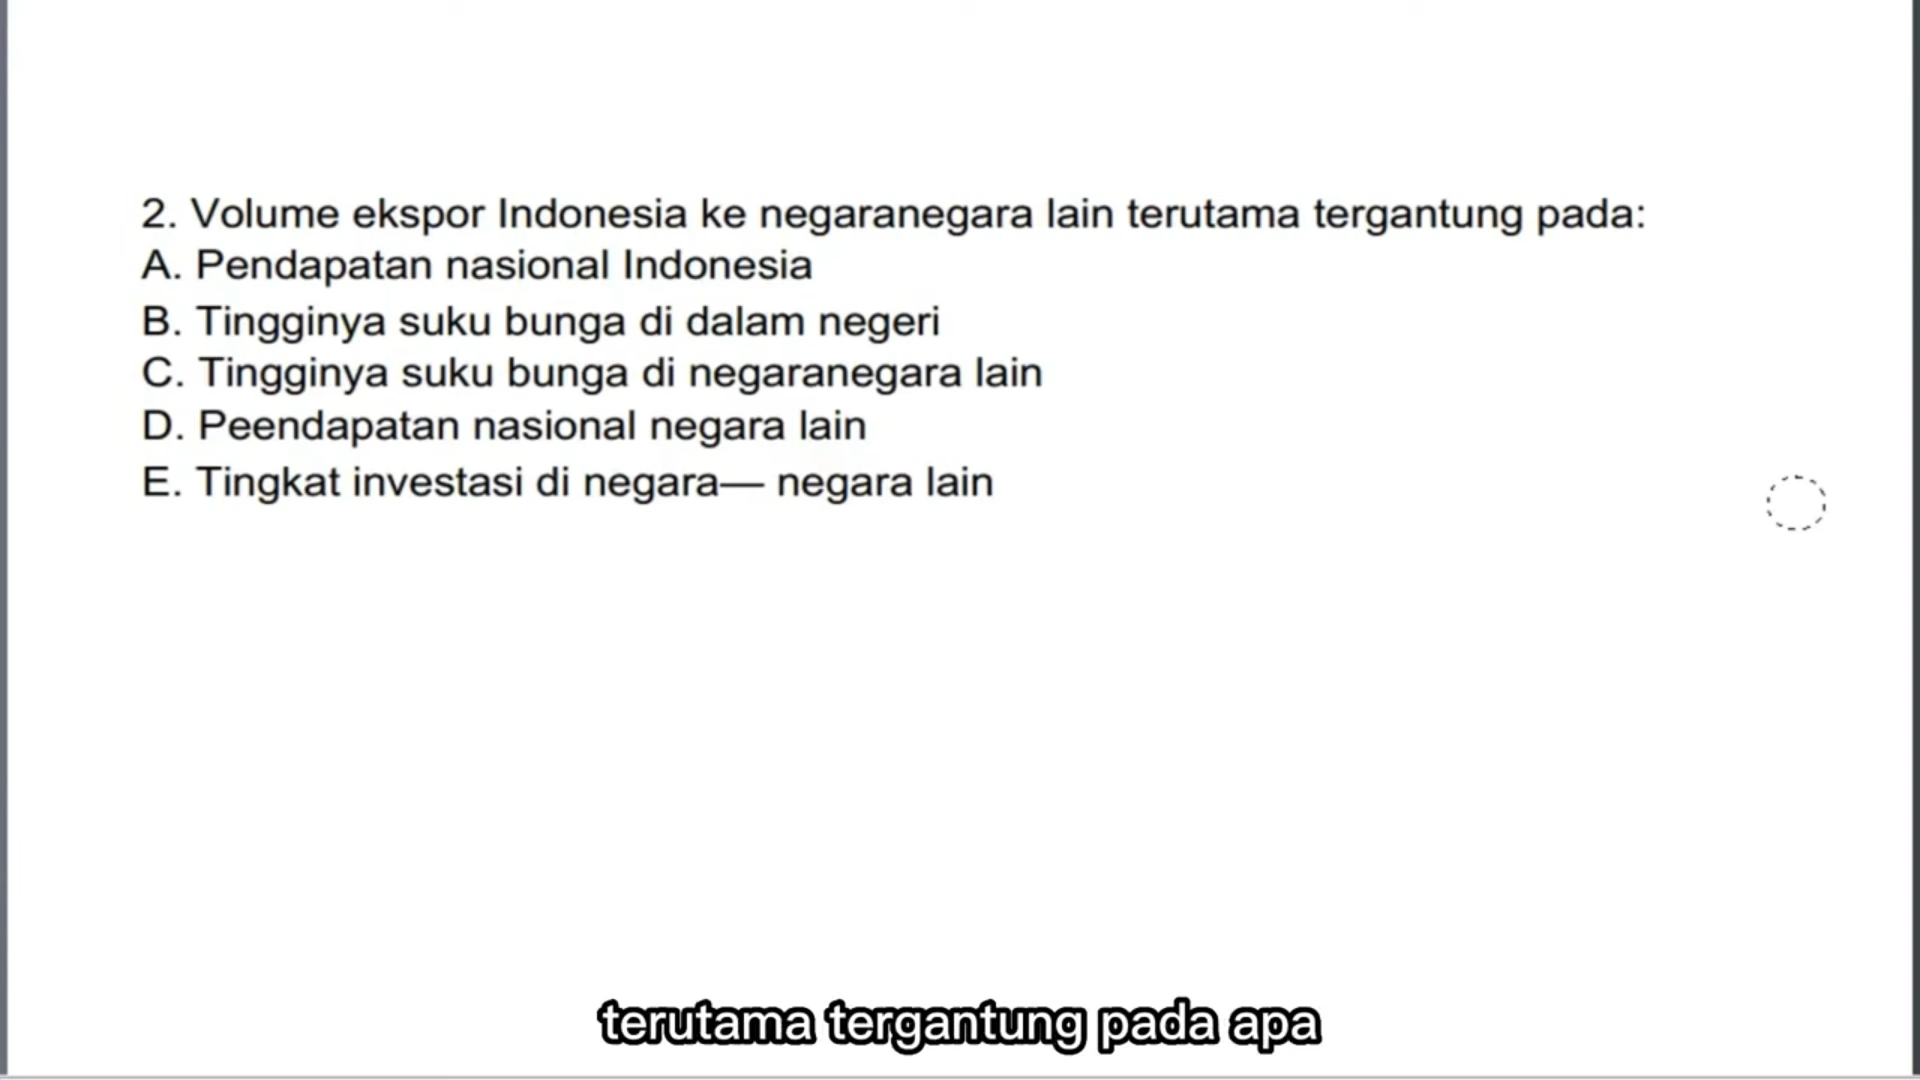 2. Volume ekspor Indonesia ke negaranegara lain terutama tergantung pada:
A. Pendapatan nasional Indonesia
B. Tingginya suku bunga di dalam negeri
C. Tingginya suku bunga di negaranegara lain
D. Peendapatan nasional negara lain
E. Tingkat investasi di negara— negara lain
terutama tergantung pada apa